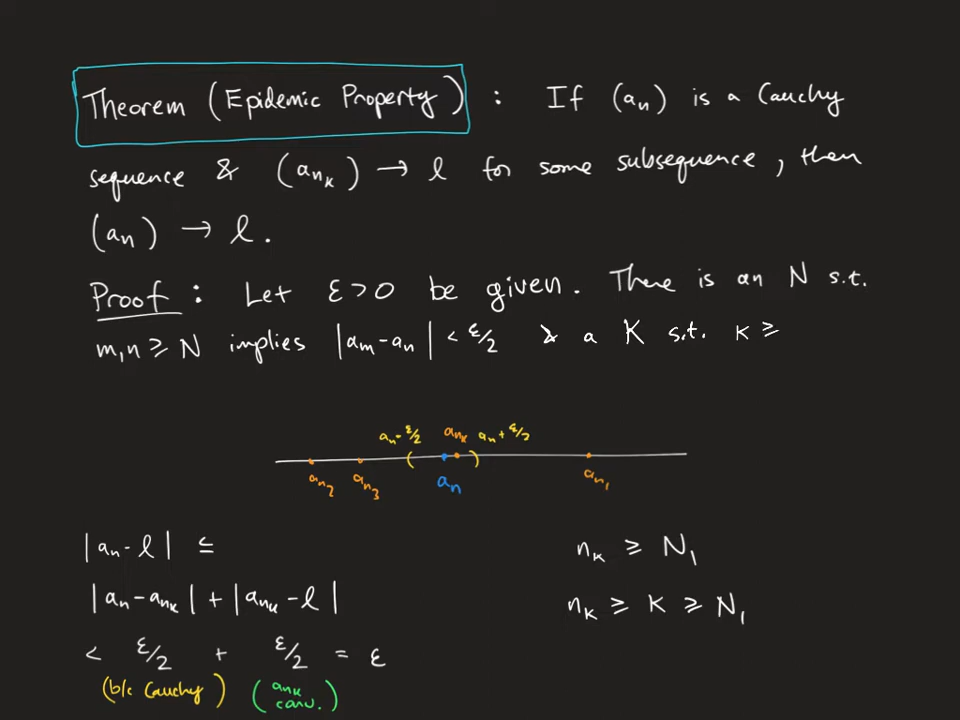 Theorem (Epidemic Property) : If (aₙ) is a Cauchy
sequence & (aₙₖ) → l for some subsequence, then
(aₙ) → l.
Proof : Let ε > 0 be given. There is an N s.t.
m,n ≥ N implies |aₘ - aₙ| < ε/2 & a K s.t. K ≥
aₙ - ε/2 aₙₖ aₙ + ε/2
( )
aₙ₂ aₙ₃ aₙ aₙ₁
|aₙ - l| ≤
nₖ ≥ N₁
|aₙ - aₙₖ| + |aₙₖ - l|
nₖ ≥ K ≥ N₁
< ε/2 + ε/2 = ε
(b/c Cauchy) (aₙₖ conv.)